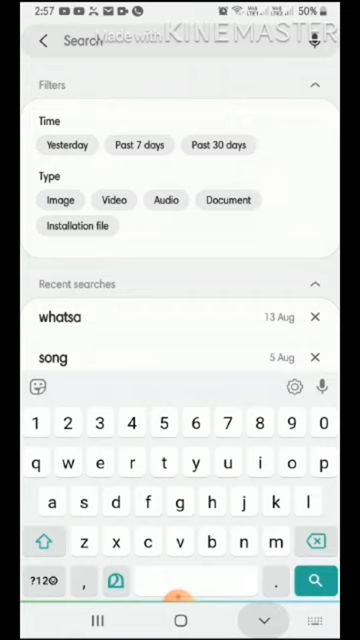 2:57 50%
Search
Made with KINEMASTER
Filters
Time
Yesterday Past 7 days Past 30 days
Type
Image Video Audio Document
Installation file
Recent searches
whatsa 13 Aug
song 5 Aug
1 2 3 4 5 6 7 8 9 0
q w e r t y u i o p
a s d f g h j k l
z x c v b n m
?12 , .